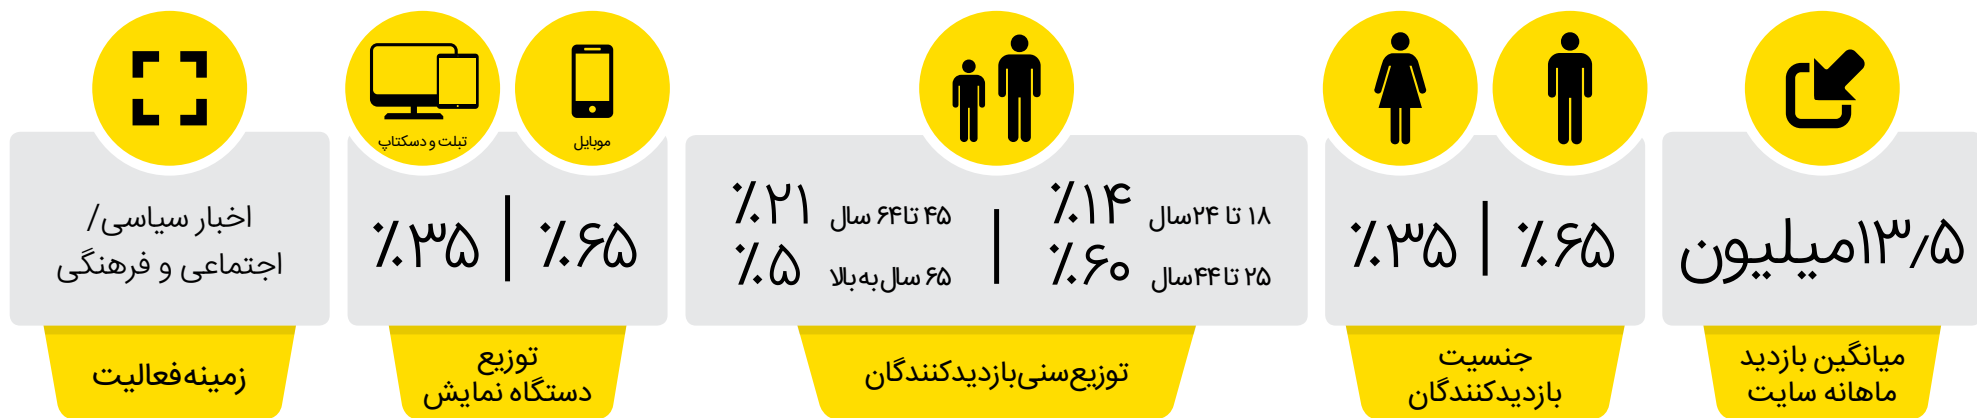 ۱۳٫۵میلیون
میانگین بازدید
ماهانه سایت
٪۶۵ | ٪۳۵
جنسیت
بازدیدکنندگان
۱۸ تا ۲۴سال ٪۱۴
۲۵ تا ۴۴سال ٪۶۰
۴۵ تا۶۴ سال ٪۲۱
۶۵ سال به بالا ٪۵
توزیع سنی بازدیدکنندگان
موبایل
تبلت و دسکتاپ
٪۶۵ | ٪۳۵
توزیع
دستگاه نمایش
اخبار سیاسی/
اجتماعی و فرهنگی
زمینه فعالیت